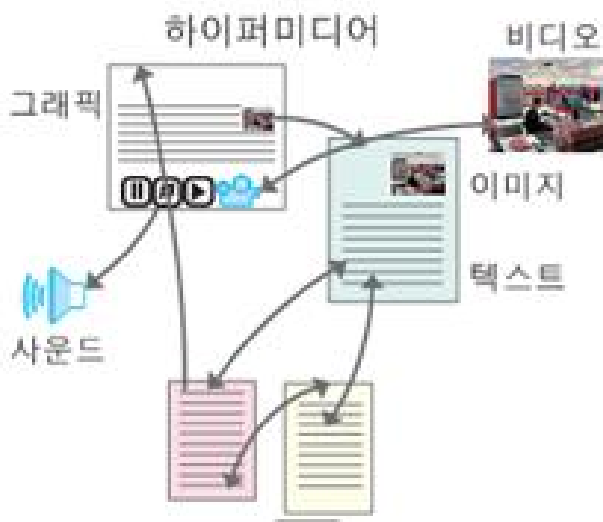 하이퍼미디어
비디오
그래픽
이미지
텍스트
사운드